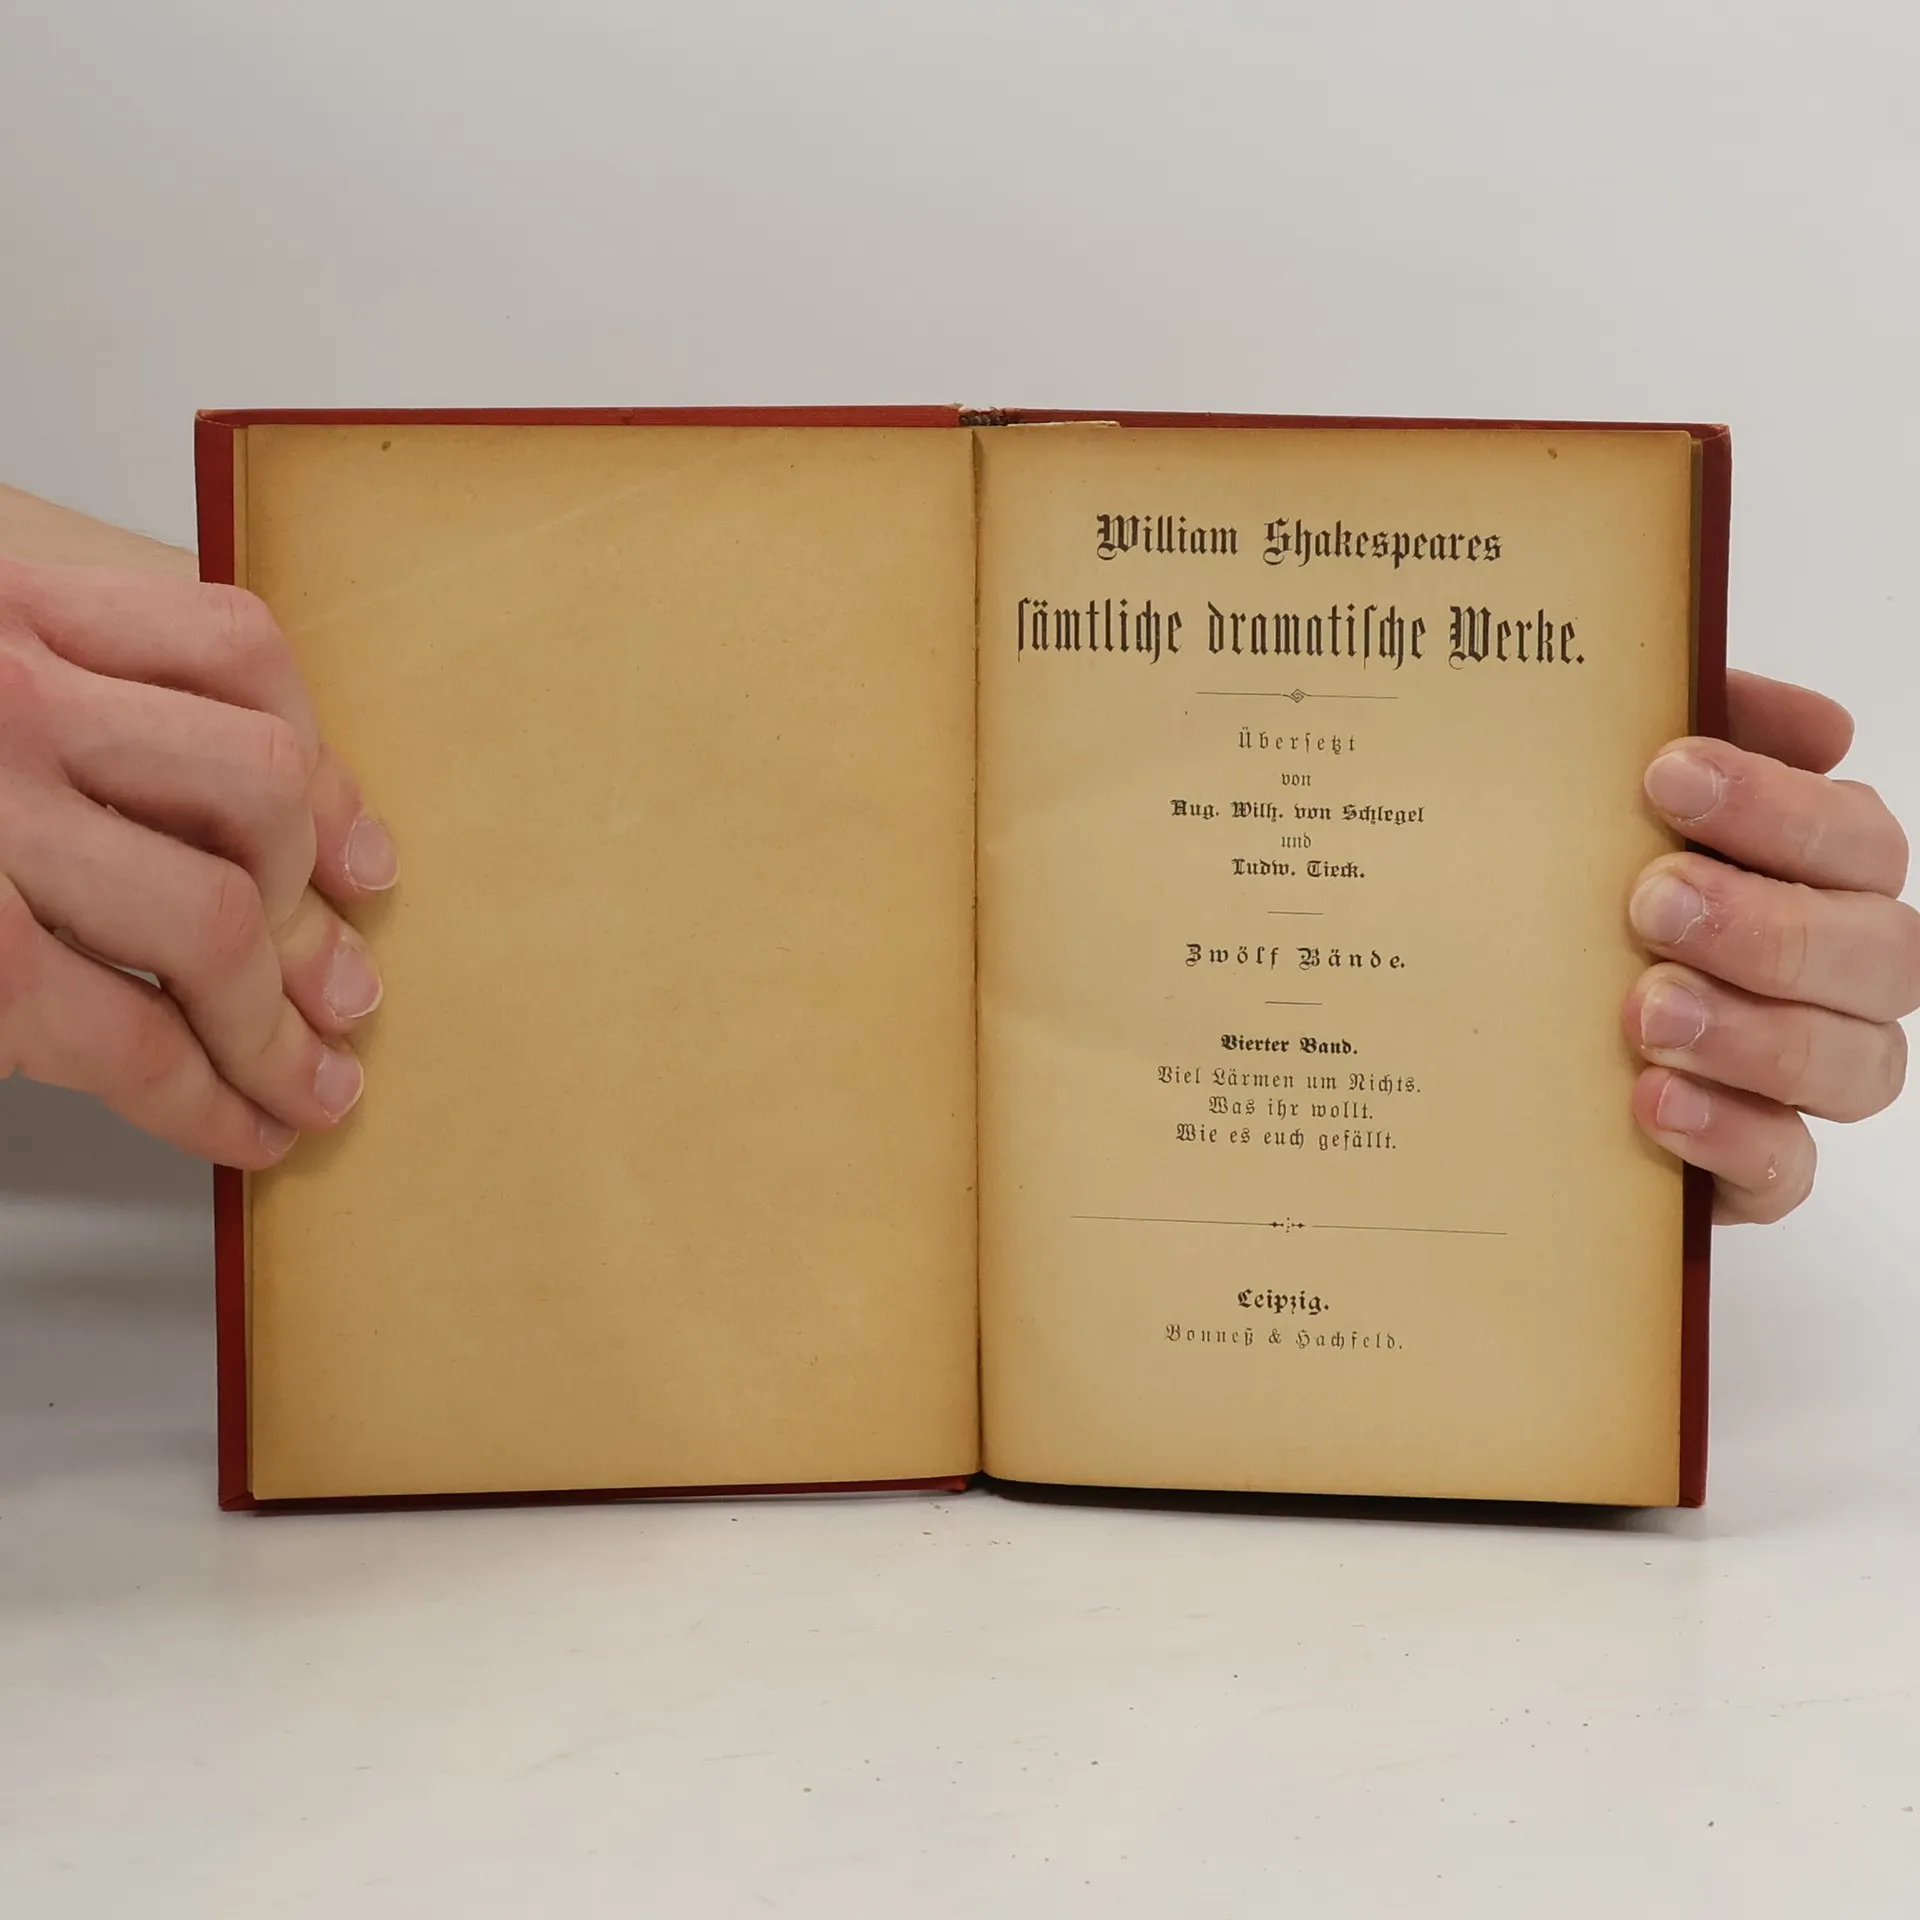 William Shakespeares
ſämtliche dramatiſche Werke.
Überſetzt
von
Aug. Wilh. von Schlegel
und
Ludw. Tieck.
Zwölf Bände.
Vierter Band.
Viel Lärmen um Nichts.
Was ihr wollt.
Wie es euch gefällt.
Leipzig.
Bonneß & Hachfeld.